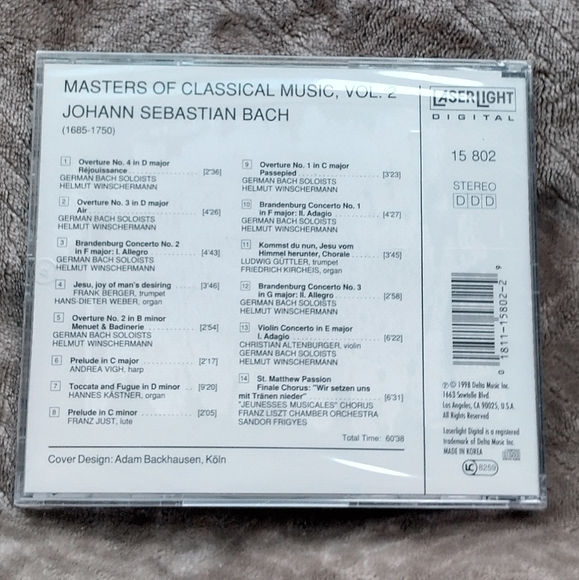 MASTERS OF CLASSICAL MUSIC, VOL. 2
JOHANN SEBASTIAN BACH
(1685-1750)
1 Overture No. 4 in D major
Réjouissance [2'36]
GERMAN BACH SOLOISTS
HELMUT WINSCHERMANN
2 Overture No. 3 in D major
Air [4'26]
GERMAN BACH SOLOISTS
HELMUT WINSCHERMANN
3 Brandenburg Concerto No. 2
in F major: I. Allegro [4'43]
GERMAN BACH SOLOISTS
HELMUT WINSCHERMANN
4 Jesu, joy of man's desiring [3'46]
FRANK BERGER, trumpet
HANS-DIETER WEBER, organ
5 Overture No. 2 in B minor
Menuet & Badinerie [2'54]
GERMAN BACH SOLOISTS
HELMUT WINSCHERMANN
6 Prelude in C major [2'17]
ANDREA VIGH, harp
7 Toccata and Fugue in D minor [9'20]
HANNES KÄSTNER, organ
8 Prelude in C minor [2'05]
FRANZ JUST, lute
9 Overture No. 1 in C major
Passepied [3'23]
GERMAN BACH SOLOISTS
HELMUT WINSCHERMANN
10 Brandenburg Concerto No. 1
in F major: II. Adagio [4'27]
GERMAN BACH SOLOISTS
HELMUT WINSCHERMANN
11 Kommst du nun, Jesu vom
Himmel herunter, Chorale [3'45]
LUDWIG GÜTTLER, trumpet
FRIEDRICH KIRCHEIS, organ
12 Brandenburg Concerto No. 3
in G major: II. Allegro [2'58]
GERMAN BACH SOLOISTS
HELMUT WINSCHERMANN
13 Violin Concerto in E major
I. Adagio [6'22]
CHRISTIAN ALTENBURGER, violin
GERMAN BACH SOLOISTS
HELMUT WINSCHERMANN
14 St. Matthew Passion
Finale Chorus: "Wir setzen uns
mit Tränen nieder" [6'31]
"JEUNESSES MUSICALES" CHORUS
FRANZ LISZT CHAMBER ORCHESTRA
SANDOR FRIGYES
Total Time: 60'38
Cover Design: Adam Backhausen, Köln
LASERLIGHT
DIGITAL
15 802
STEREO
DDD
0 1811-15802-2 9
℗ © 1998 Delta Music Inc.
1663 Sawtelle Blvd.
Los Angeles, CA 90025, U.S.A.
All Rights Reserved
Laserlight Digital is a registered
trademark of Delta Music Inc.
MADE IN KOREA
LC 8259